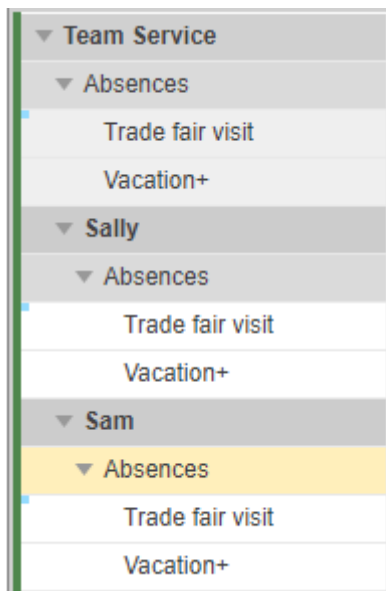 Team Service
Absences
Trade fair visit
Vacation+
Sally
Absences
Trade fair visit
Vacation+
Sam
Absences
Trade fair visit
Vacation+